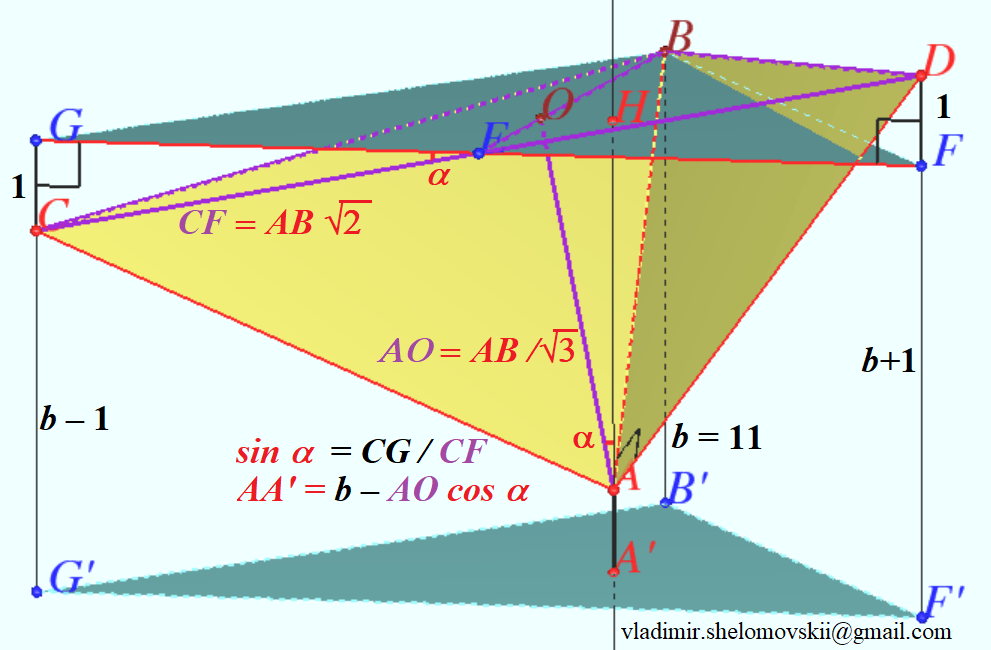 B
D
O
H
1
G
F
F
α
1
C
CF = AB √2
AO = AB /√3
b+1
b – 1
α
b = 11
sin α = CG / CF
AA' = b – AO cos α
A
B'
A'
G'
F'
vladimir.shelomovskii@gmail.com